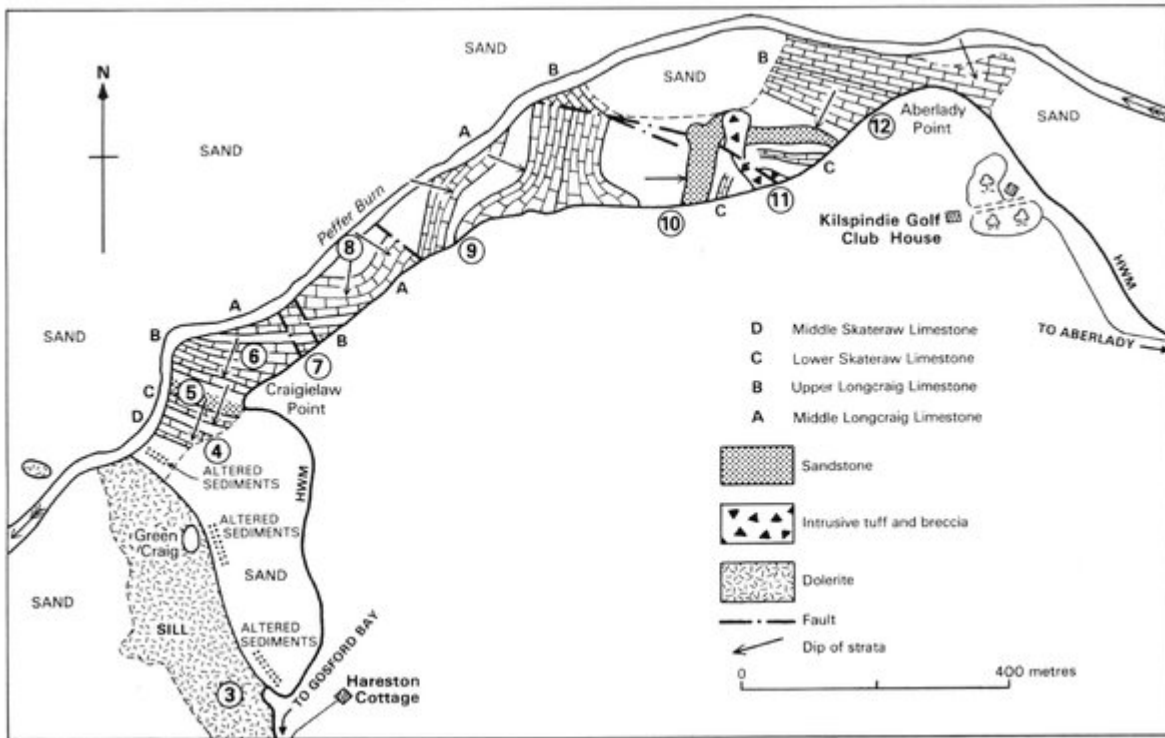 SAND
B
SAND
B
SAND
N
A
Aberlady
Point
12
SAND
C
11
Peffer Burn
10
C
Kilspindie Golf
Club House
HWM
8
9
A
A
B
SAND
6
B
7
Craigielaw
Point
C
5
D
4
TO ABERLADY
D Middle Skateraw Limestone
C Lower Skateraw Limestone
B Upper Longcraig Limestone
A Middle Longcraig Limestone
ALTERED
SEDIMENTS
HWM
Sandstone
ALTERED
SEDIMENTS
Green
Craig
SAND
Intrusive tuff and breccia
SAND
Dolerite
SILL
ALTERED
SEDIMENTS
Fault
Dip of strata
3
TO GOSFORD BAY
Hareston
Cottage
0 400 metres